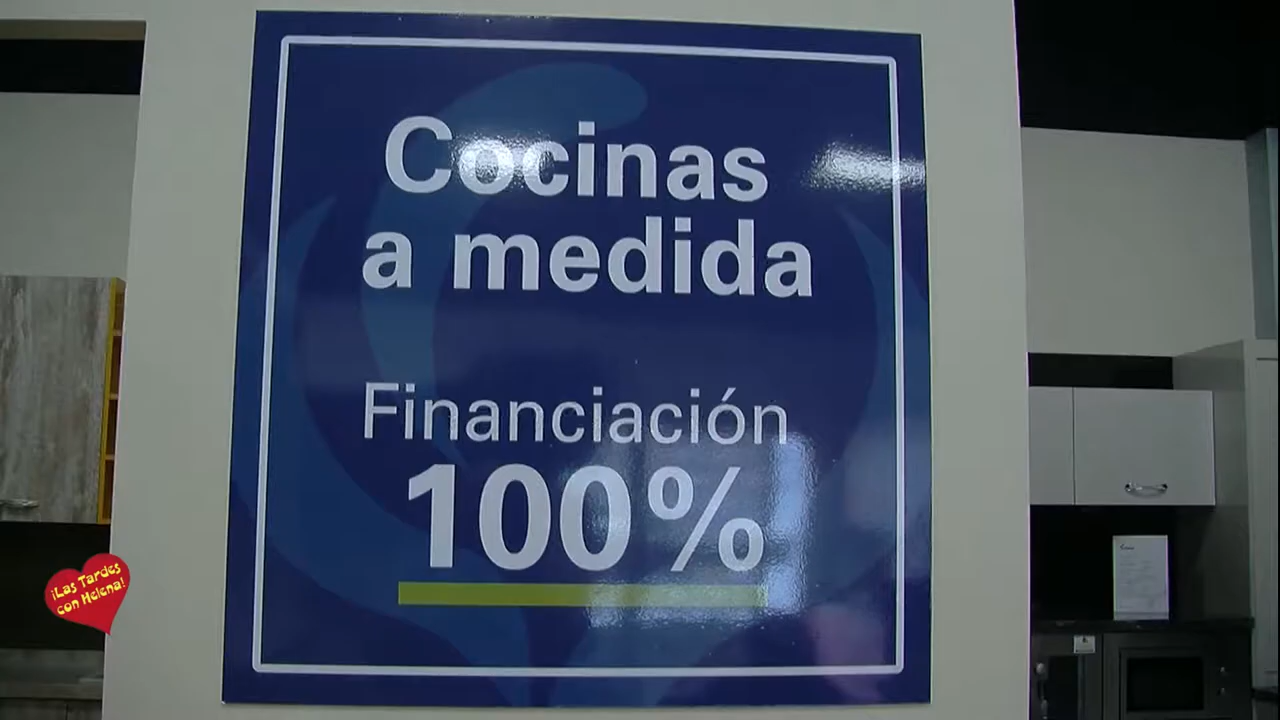 Cocinas
a medida
Financiación
100%
¡Las Tardes
con Helena!